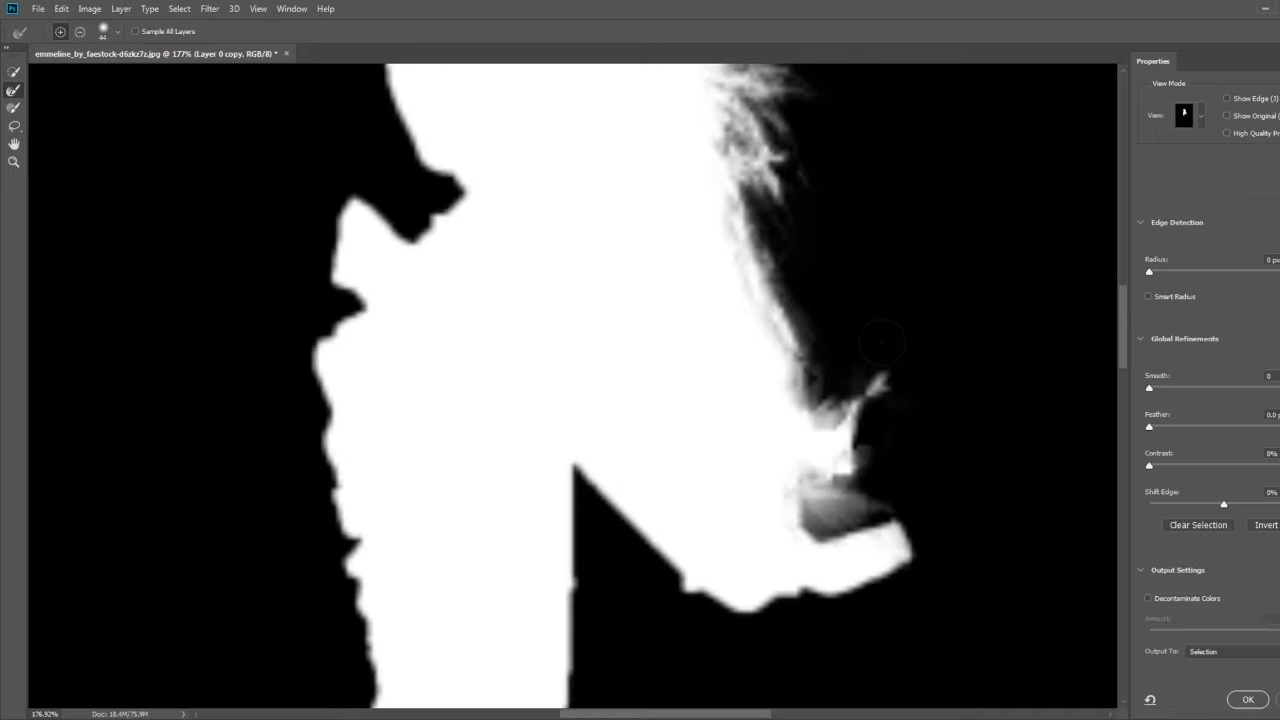 Ps File Edit Image Layer Type Select Filter 3D View Window Help
44 Sample All Layers
emmeline_by_faestock-d6zkz7z.jpg @ 177% (Layer 0 copy, RGB/8) * ×
Properties
View Mode
Show Edge (J)
View:
Show Original (
High Quality Pr
Edge Detection
Radius: 0 px
Smart Radius
Global Refinements
Smooth: 0
Feather: 0.0 p
Contrast: 0%
Shift Edge: 0%
Clear Selection Invert
Output Settings
Decontaminate Colors
Amount:
Output To: Selection
OK
176.92% Doc: 18.4M/75.9M